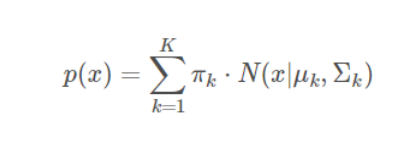 p(x) = ∑_{k=1}^{K} π_k · N(x|μ_k, Σ_k)